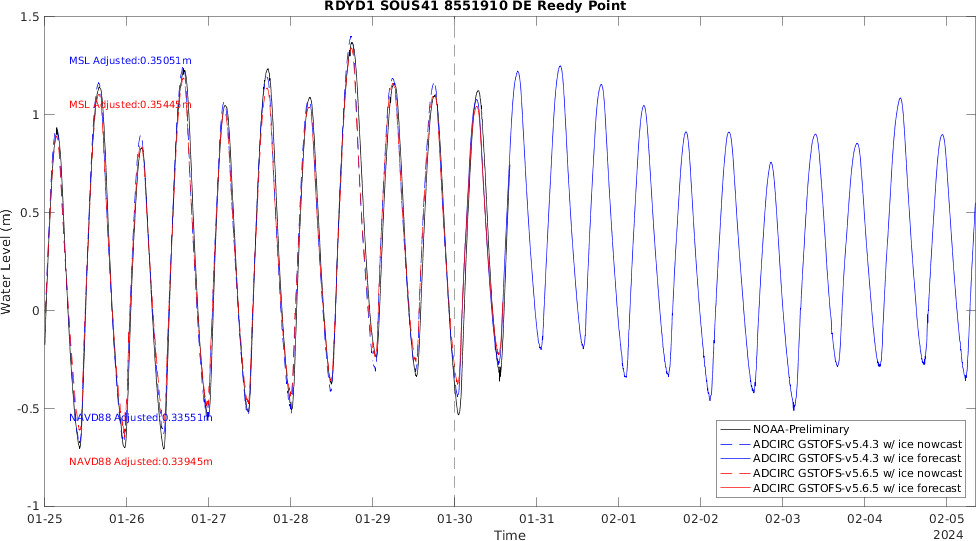 RDYD1 SOUS41 8551910 DE Reedy Point
1.5
1
0.5
0
-0.5
-1
Water Level (m)
MSL Adjusted:0.35051m
MSL Adjusted:0.35445m
NAVD88 Adjusted:0.33551m
NAVD88 Adjusted:0.33945m
NOAA-Preliminary
ADCIRC GSTOFS-v5.4.3 w/ ice nowcast
ADCIRC GSTOFS-v5.4.3 w/ ice forecast
ADCIRC GSTOFS-v5.6.5 w/ ice nowcast
ADCIRC GSTOFS-v5.6.5 w/ ice forecast
01-25 01-26 01-27 01-28 01-29 01-30 01-31 02-01 02-02 02-03 02-04 02-05
Time
2024